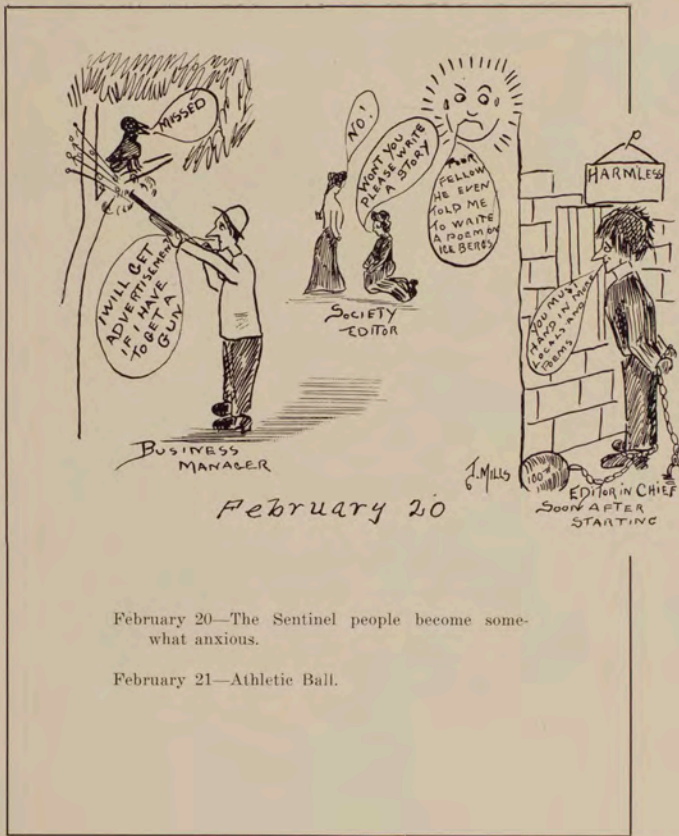 MISSED
I WILL GET
ADVERTISEMENT
IF I HAVE
TO GET A
GUN
BUSINESS
MANAGER
NO!
WON'T YOU
PLEASE WRITE
A STORY
SOCIETY
EDITOR
POOR
FELLOW
HE EVEN
TOLD ME
TO WRITE
A POEM ON
ICE BERGS
HARMLESS
YOU MUST
HAND IN MORE
LOCALS AND
POEMS
100
EDITOR IN CHIEF
SOON AFTER
STARTING
J. MILLS
February 20
February 20—The Sentinel people become some-
what anxious.
February 21—Athletic Ball.